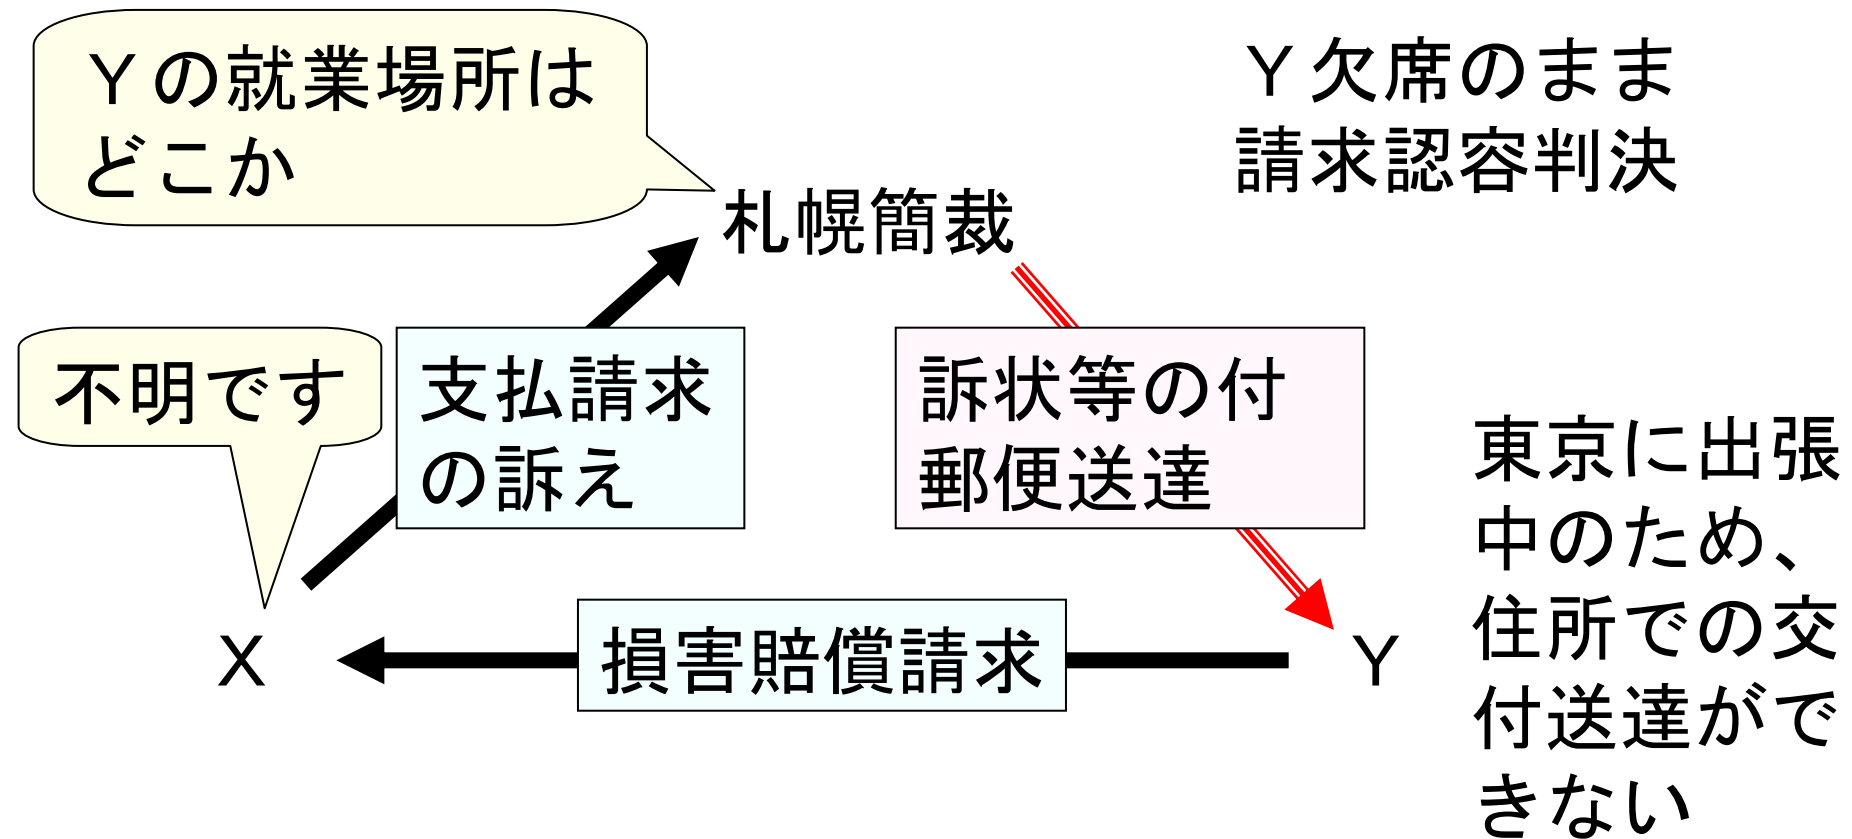 Ｙの就業場所は
どこか
Ｙ欠席のまま
請求認容判決
札幌簡裁
不明です
支払請求
の訴え
訴状等の付
郵便送達
東京に出張
中のため、
住所での交
付送達がで
きない
Ｘ
損害賠償請求
Ｙ